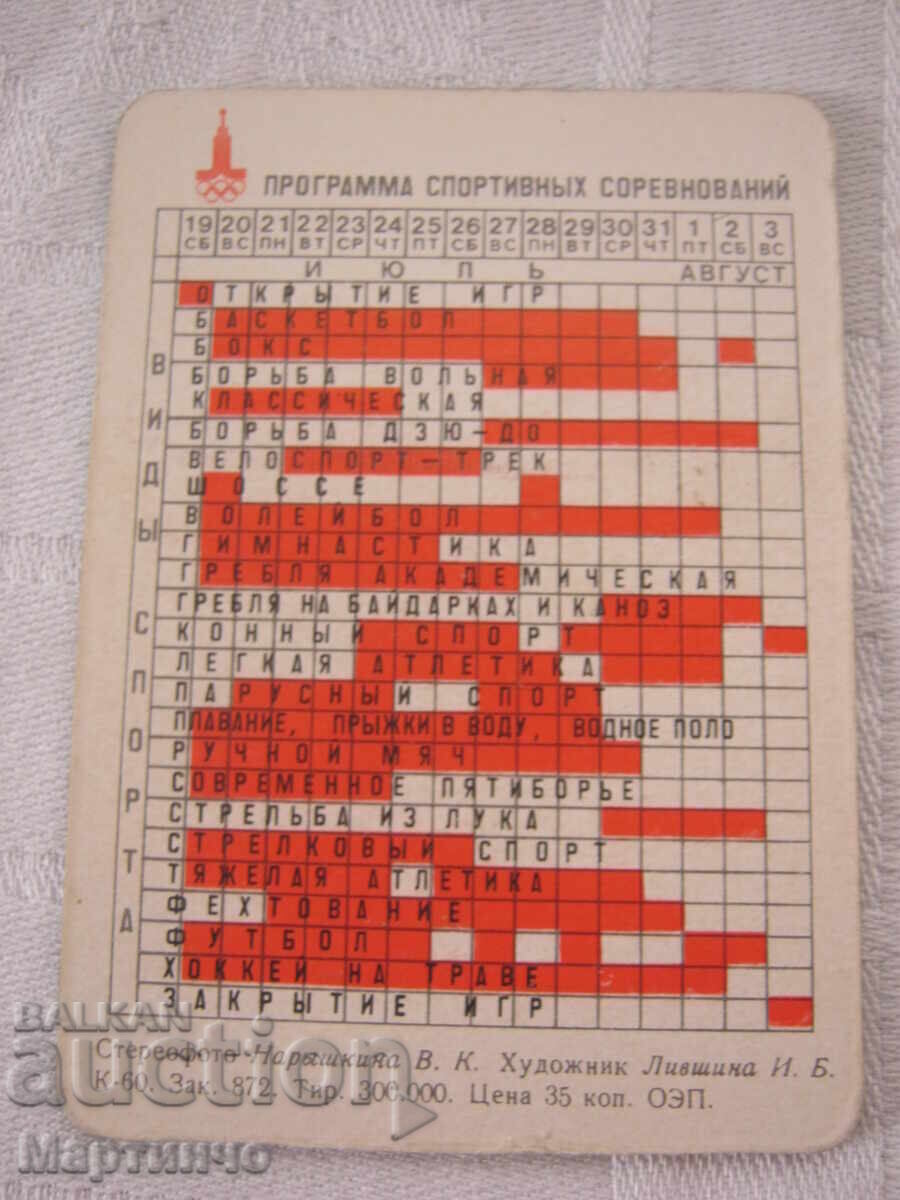 ПРОГРАММА СПОРТИВНЫХ СОРЕВНОВАНИЙ
19 20 21 22 23 24 25 26 27 28 29 30 31 1 2 3
СБ ВС ПН ВТ СР ЧТ ПТ СБ ВС ПН ВТ СР ЧТ ПТ СБ ВС
ИЮЛЬ АВГУСТ
ВИДЫ СПОРТА
ОТКРЫТИЕ ИГР
БАСКЕТБОЛ
БОКС
БОРЬБА ВОЛЬНАЯ
КЛАССИЧЕСКАЯ
БОРЬБА ДЗЮ-ДО
ВЕЛОСПОРТ-ТРЕК
ШОССЕ
ВОЛЕЙБОЛ
ГИМНАСТИКА
ГРЕБЛЯ АКАДЕМИЧЕСКАЯ
ГРЕБЛЯ НА БАЙДАРКАХ И КАНОЭ
КОННЫЙ СПОРТ
ЛЕГКАЯ АТЛЕТИКА
ПАРУСНЫЙ СПОРТ
ПЛАВАНИЕ, ПРЫЖКИ В ВОДУ, ВОДНОЕ ПОЛО
РУЧНОЙ МЯЧ
СОВРЕМЕННОЕ ПЯТИБОРЬЕ
СТРЕЛЬБА ИЗ ЛУКА
СТРЕЛКОВЫЙ СПОРТ
ТЯЖЕЛАЯ АТЛЕТИКА
ФЕХТОВАНИЕ
ФУТБОЛ
ХОККЕЙ НА ТРАВЕ
ЗАКРЫТИЕ ИГР
Стереофото Нарышкина В. К. Художник Лившина И. Б.
К-60. Зак. 872. Тир. 300.000. Цена 35 коп. ОЭП.
BALKAN
auction
Мартинчо